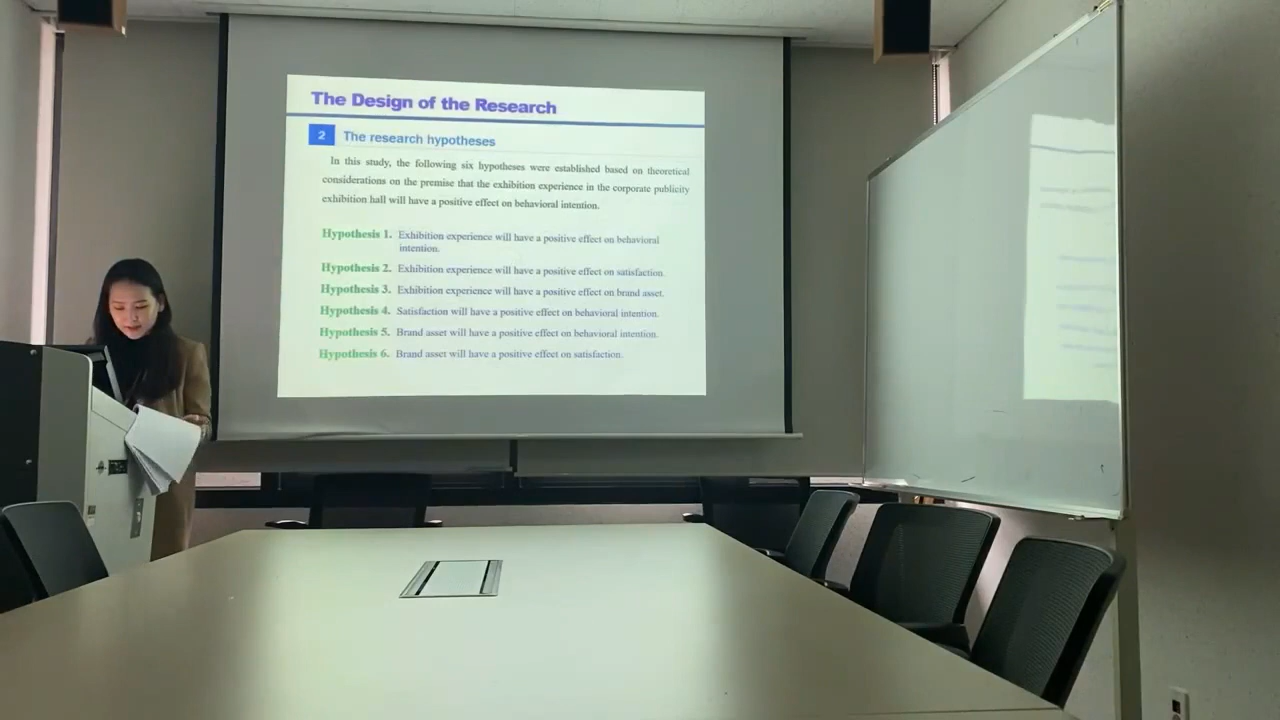 The Design of the Research
2 The research hypotheses
In this study, the following six hypotheses were established based on theoretical
considerations on the premise that the exhibition experience in the corporate publicity
exhibition hall will have a positive effect on behavioral intention.
Hypothesis 1. Exhibition experience will have a positive effect on behavioral
intention.
Hypothesis 2. Exhibition experience will have a positive effect on satisfaction.
Hypothesis 3. Exhibition experience will have a positive effect on brand asset.
Hypothesis 4. Satisfaction will have a positive effect on behavioral intention.
Hypothesis 5. Brand asset will have a positive effect on behavioral intention.
Hypothesis 6. Brand asset will have a positive effect on satisfaction.